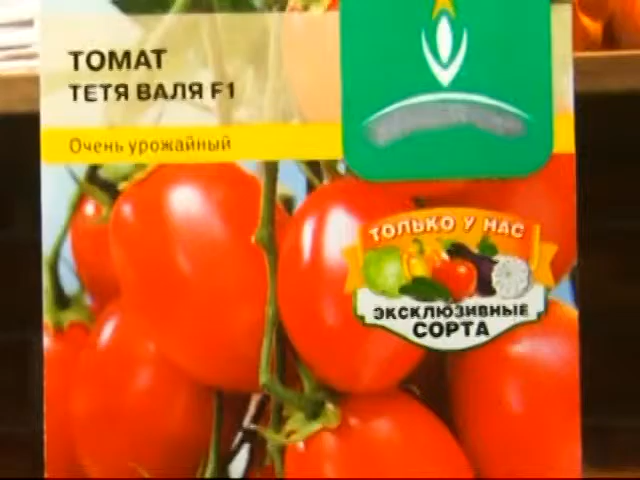 ТОМАТ
ТЕТЯ ВАЛЯ F1
Очень урожайный
ТОЛЬКО У НАС
ЭКСКЛЮЗИВНЫЕ
СОРТА